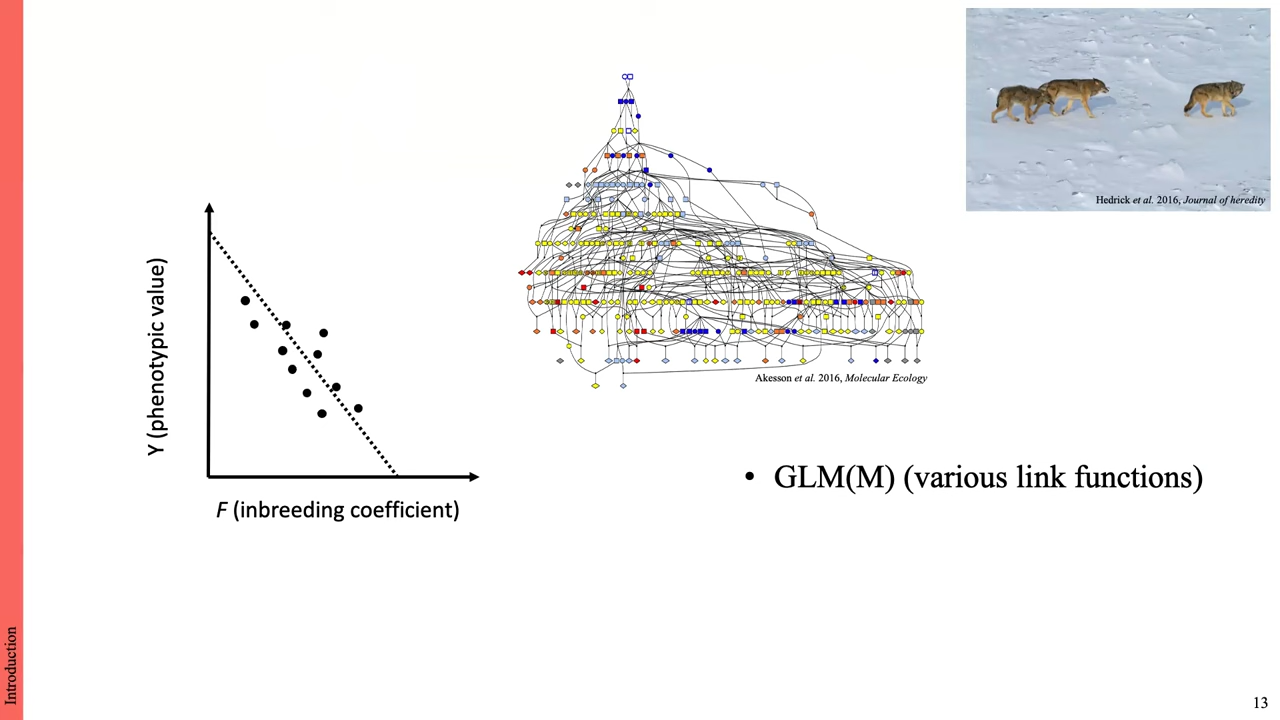 Hedrick et al. 2016, Journal of heredity
Akesson et al. 2016, Molecular Ecology
Y (phenotypic value)
F (inbreeding coefficient)
• GLM(M) (various link functions)
Introduction
13